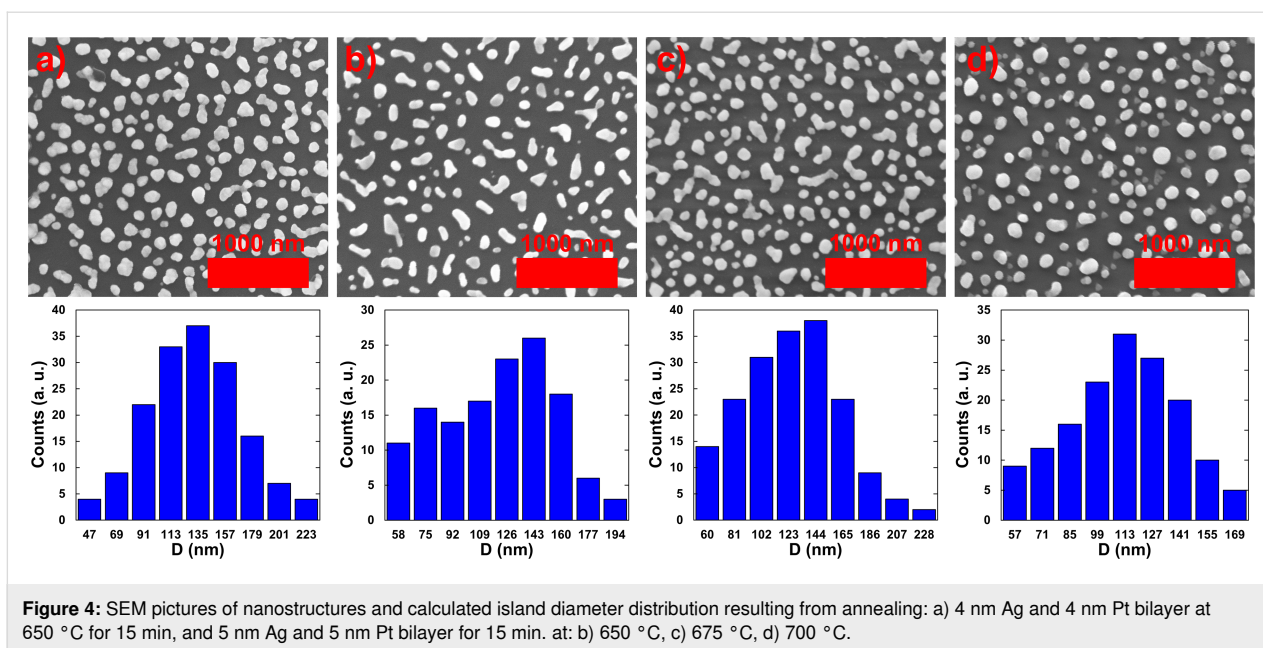 a)
b)
c)
d)
1000 nm
1000 nm
1000 nm
1000 nm
40
35
30
25
20
15
10
5
0
Counts (a. u.)
47 69 91 113 135 157 179 201 223
D (nm)
30
25
20
15
10
5
0
Counts (a. u.)
58 75 92 109 126 143 160 177 194
D (nm)
40
35
30
25
20
15
10
5
0
Counts (a. u.)
60 81 102 123 144 165 186 207 228
D (nm)
35
30
25
20
15
10
5
0
Counts (a. u.)
57 71 85 99 113 127 141 155 169
D (nm)
Figure 4: SEM pictures of nanostructures and calculated island diameter distribution resulting from annealing: a) 4 nm Ag and 4 nm Pt bilayer at
650 °C for 15 min, and 5 nm Ag and 5 nm Pt bilayer for 15 min. at: b) 650 °C, c) 675 °C, d) 700 °C.